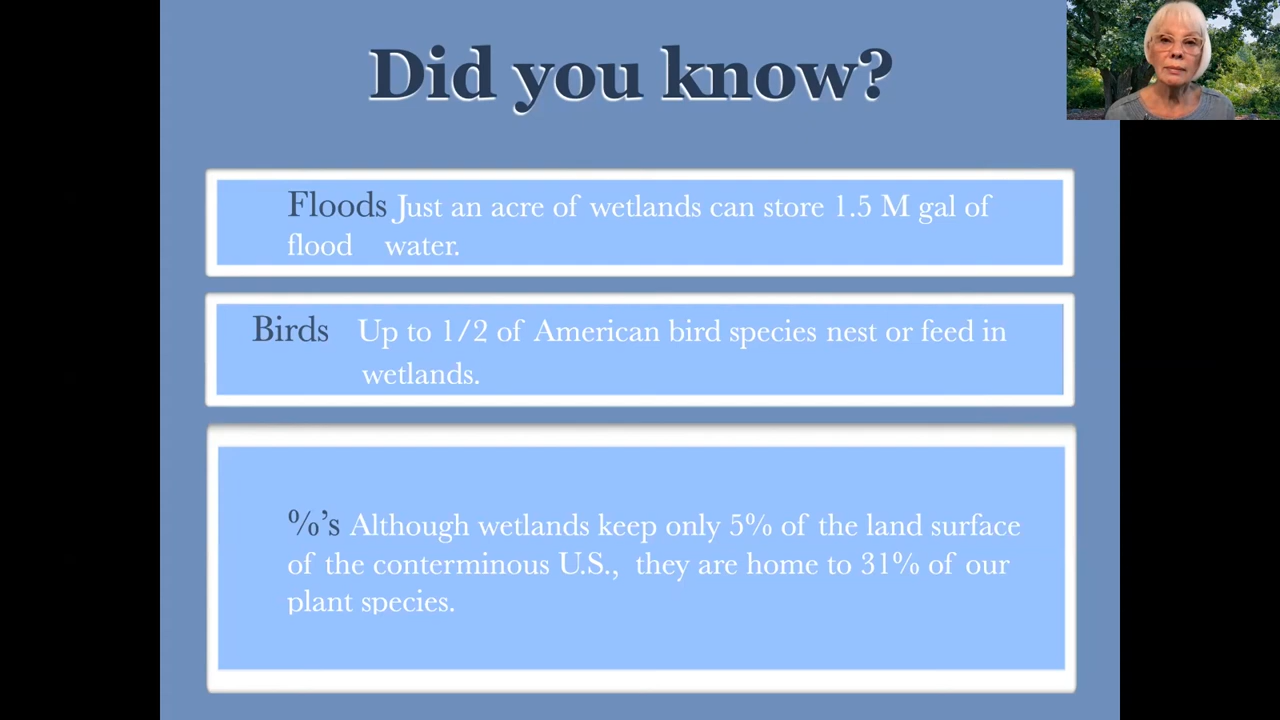 Did you know?
Floods Just an acre of wetlands can store 1.5 M gal of
flood water.
Birds Up to 1/2 of American bird species nest or feed in
wetlands.
%’s Although wetlands keep only 5% of the land surface
of the conterminous U.S., they are home to 31% of our
plant species.